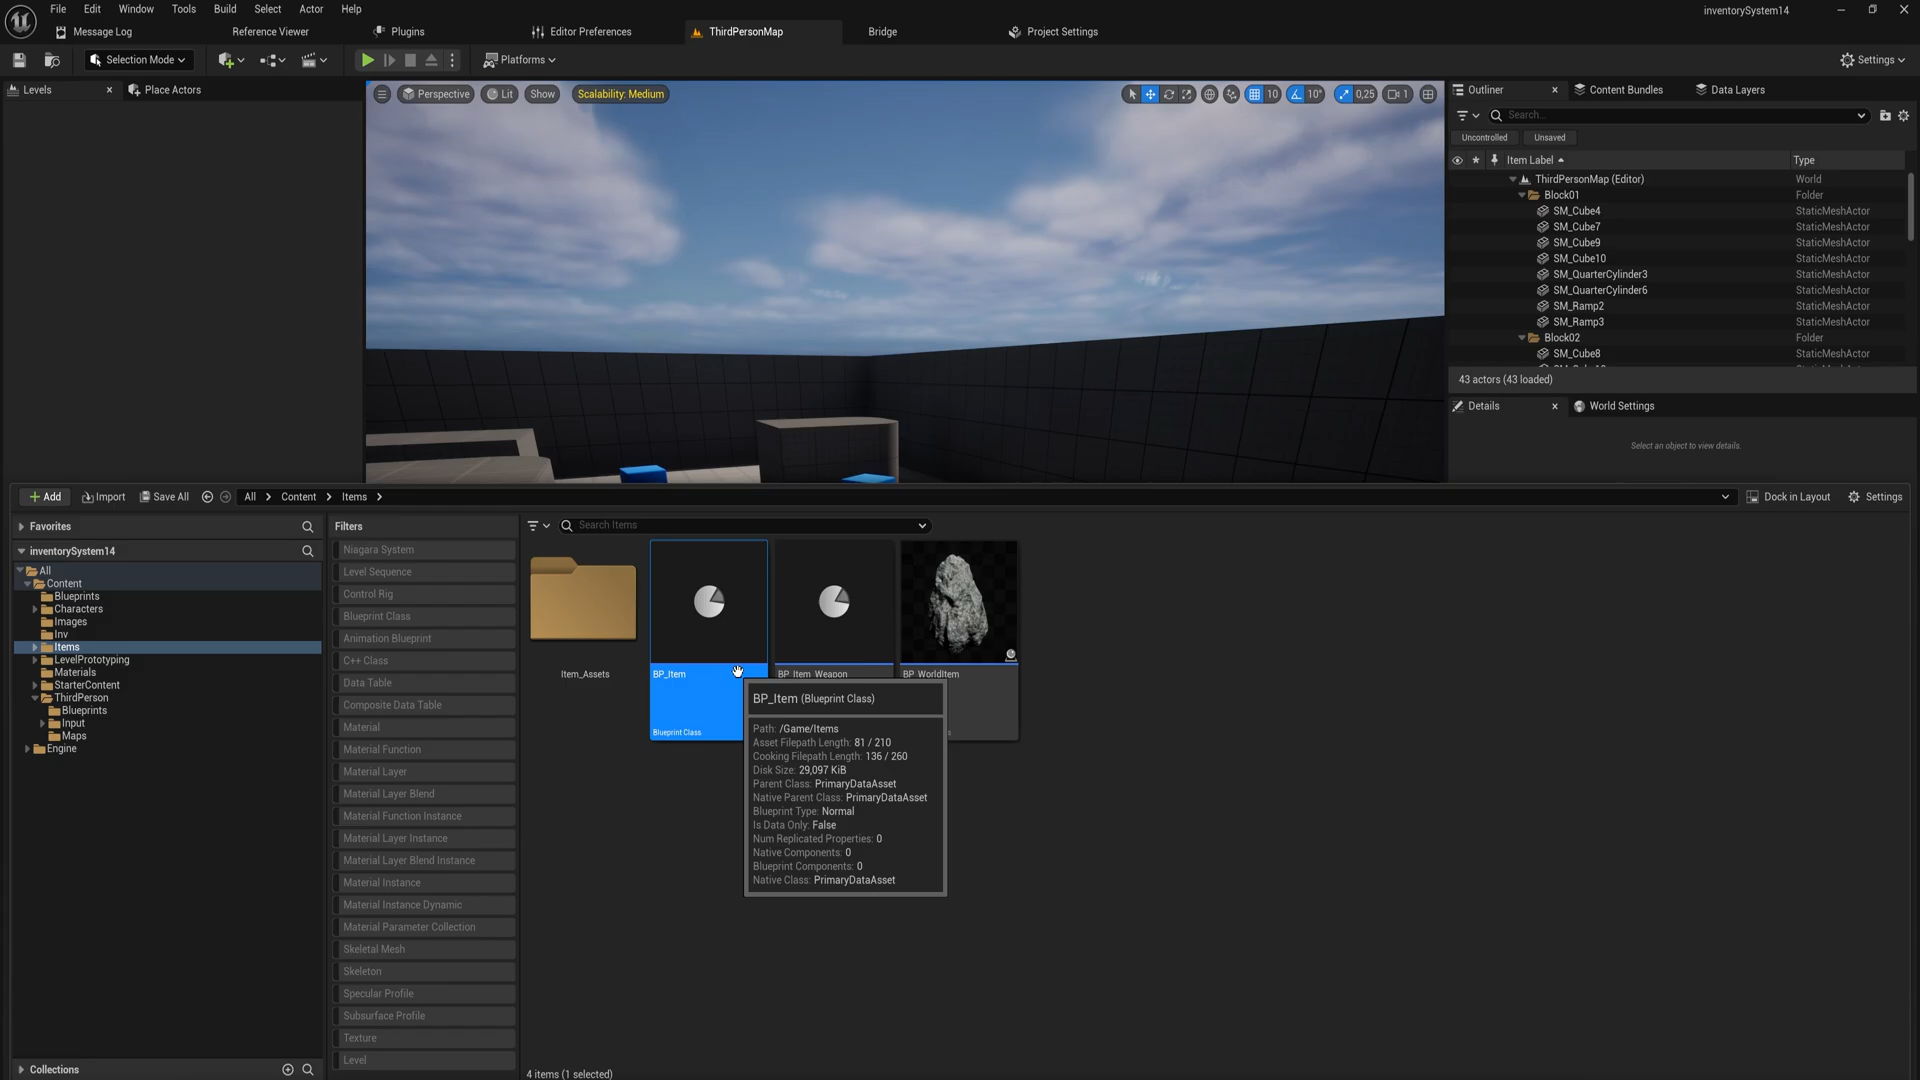 File Edit Window Tools Build Select Actor Help
inventorySystem14
Message Log
Reference Viewer
Plugins
Editor Preferences
ThirdPersonMap
Bridge
Project Settings
Selection Mode
Platforms
Settings
Levels
Place Actors
Perspective
Lit
Show
Scalability: Medium
10
10°
0,25
1
Outliner
Content Bundles
Data Layers
Search...
Uncontrolled
Unsaved
Item Label
Type
ThirdPersonMap (Editor) World
Block01 Folder
SM_Cube4 StaticMeshActor
SM_Cube7 StaticMeshActor
SM_Cube9 StaticMeshActor
SM_Cube10 StaticMeshActor
SM_QuarterCylinder3 StaticMeshActor
SM_QuarterCylinder6 StaticMeshActor
SM_Ramp2 StaticMeshActor
SM_Ramp3 StaticMeshActor
Block02 Folder
SM_Cube8 StaticMeshActor
43 actors (43 loaded)
Details
World Settings
Select an object to view details.
Add
Import
Save All
All
Content
Items
Dock in Layout
Settings
Favorites
inventorySystem14
All
Content
Blueprints
Characters
Images
Inv
Items
LevelPrototyping
Materials
StarterContent
ThirdPerson
Blueprints
Input
Maps
Engine
Collections
Filters
Niagara System
Level Sequence
Control Rig
Blueprint Class
Animation Blueprint
C++ Class
Data Table
Composite Data Table
Material
Material Function
Material Layer
Material Layer Blend
Material Function Instance
Material Layer Instance
Material Layer Blend Instance
Material Instance
Material Instance Dynamic
Material Parameter Collection
Skeletal Mesh
Skeleton
Specular Profile
Subsurface Profile
Texture
Level
Search Items
Item_Assets
BP_Item
Blueprint Class
BP_Item_Weapon
BP_WorldItem
BP_Item (Blueprint Class)
Path: /Game/Items
Asset Filepath Length: 81 / 210
Cooking Filepath Length: 136 / 260
Disk Size: 29,097 KiB
Parent Class: PrimaryDataAsset
Native Parent Class: PrimaryDataAsset
Blueprint Type: Normal
Is Data Only: False
Num Replicated Properties: 0
Native Components: 0
Blueprint Components: 0
Native Class: PrimaryDataAsset
4 items (1 selected)